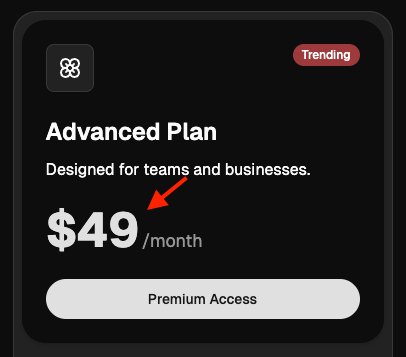 Trending
Advanced Plan
Designed for teams and businesses.
$49 /month
Premium Access